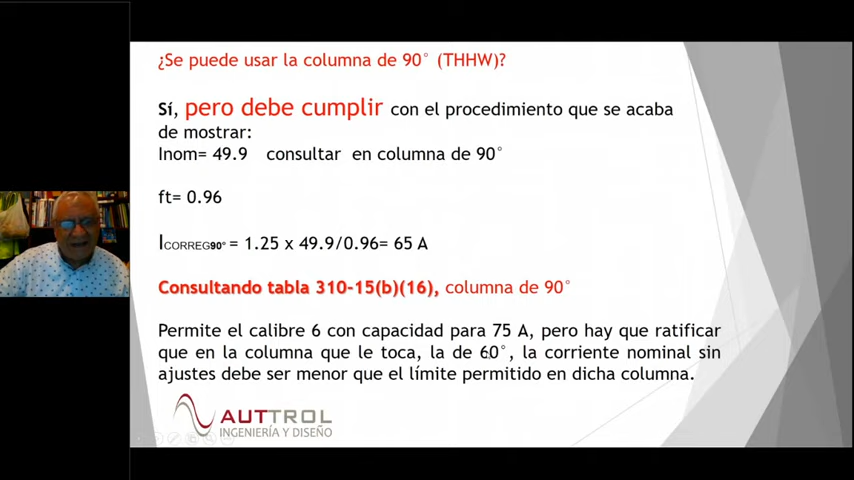 ¿Se puede usar la columna de 90° (THHW)?
Sí, pero debe cumplir con el procedimiento que se acaba
de mostrar:
Inom= 49.9 consultar en columna de 90°
ft= 0.96
ICORREG90° = 1.25 x 49.9/0.96= 65 A
Consultando tabla 310-15(b)(16), columna de 90°
Permite el calibre 6 con capacidad para 75 A, pero hay que ratificar
que en la columna que le toca, la de 60°, la corriente nominal sin
ajustes debe ser menor que el límite permitido en dicha columna.
AUTTROL
INGENIERÍA Y DISEÑO